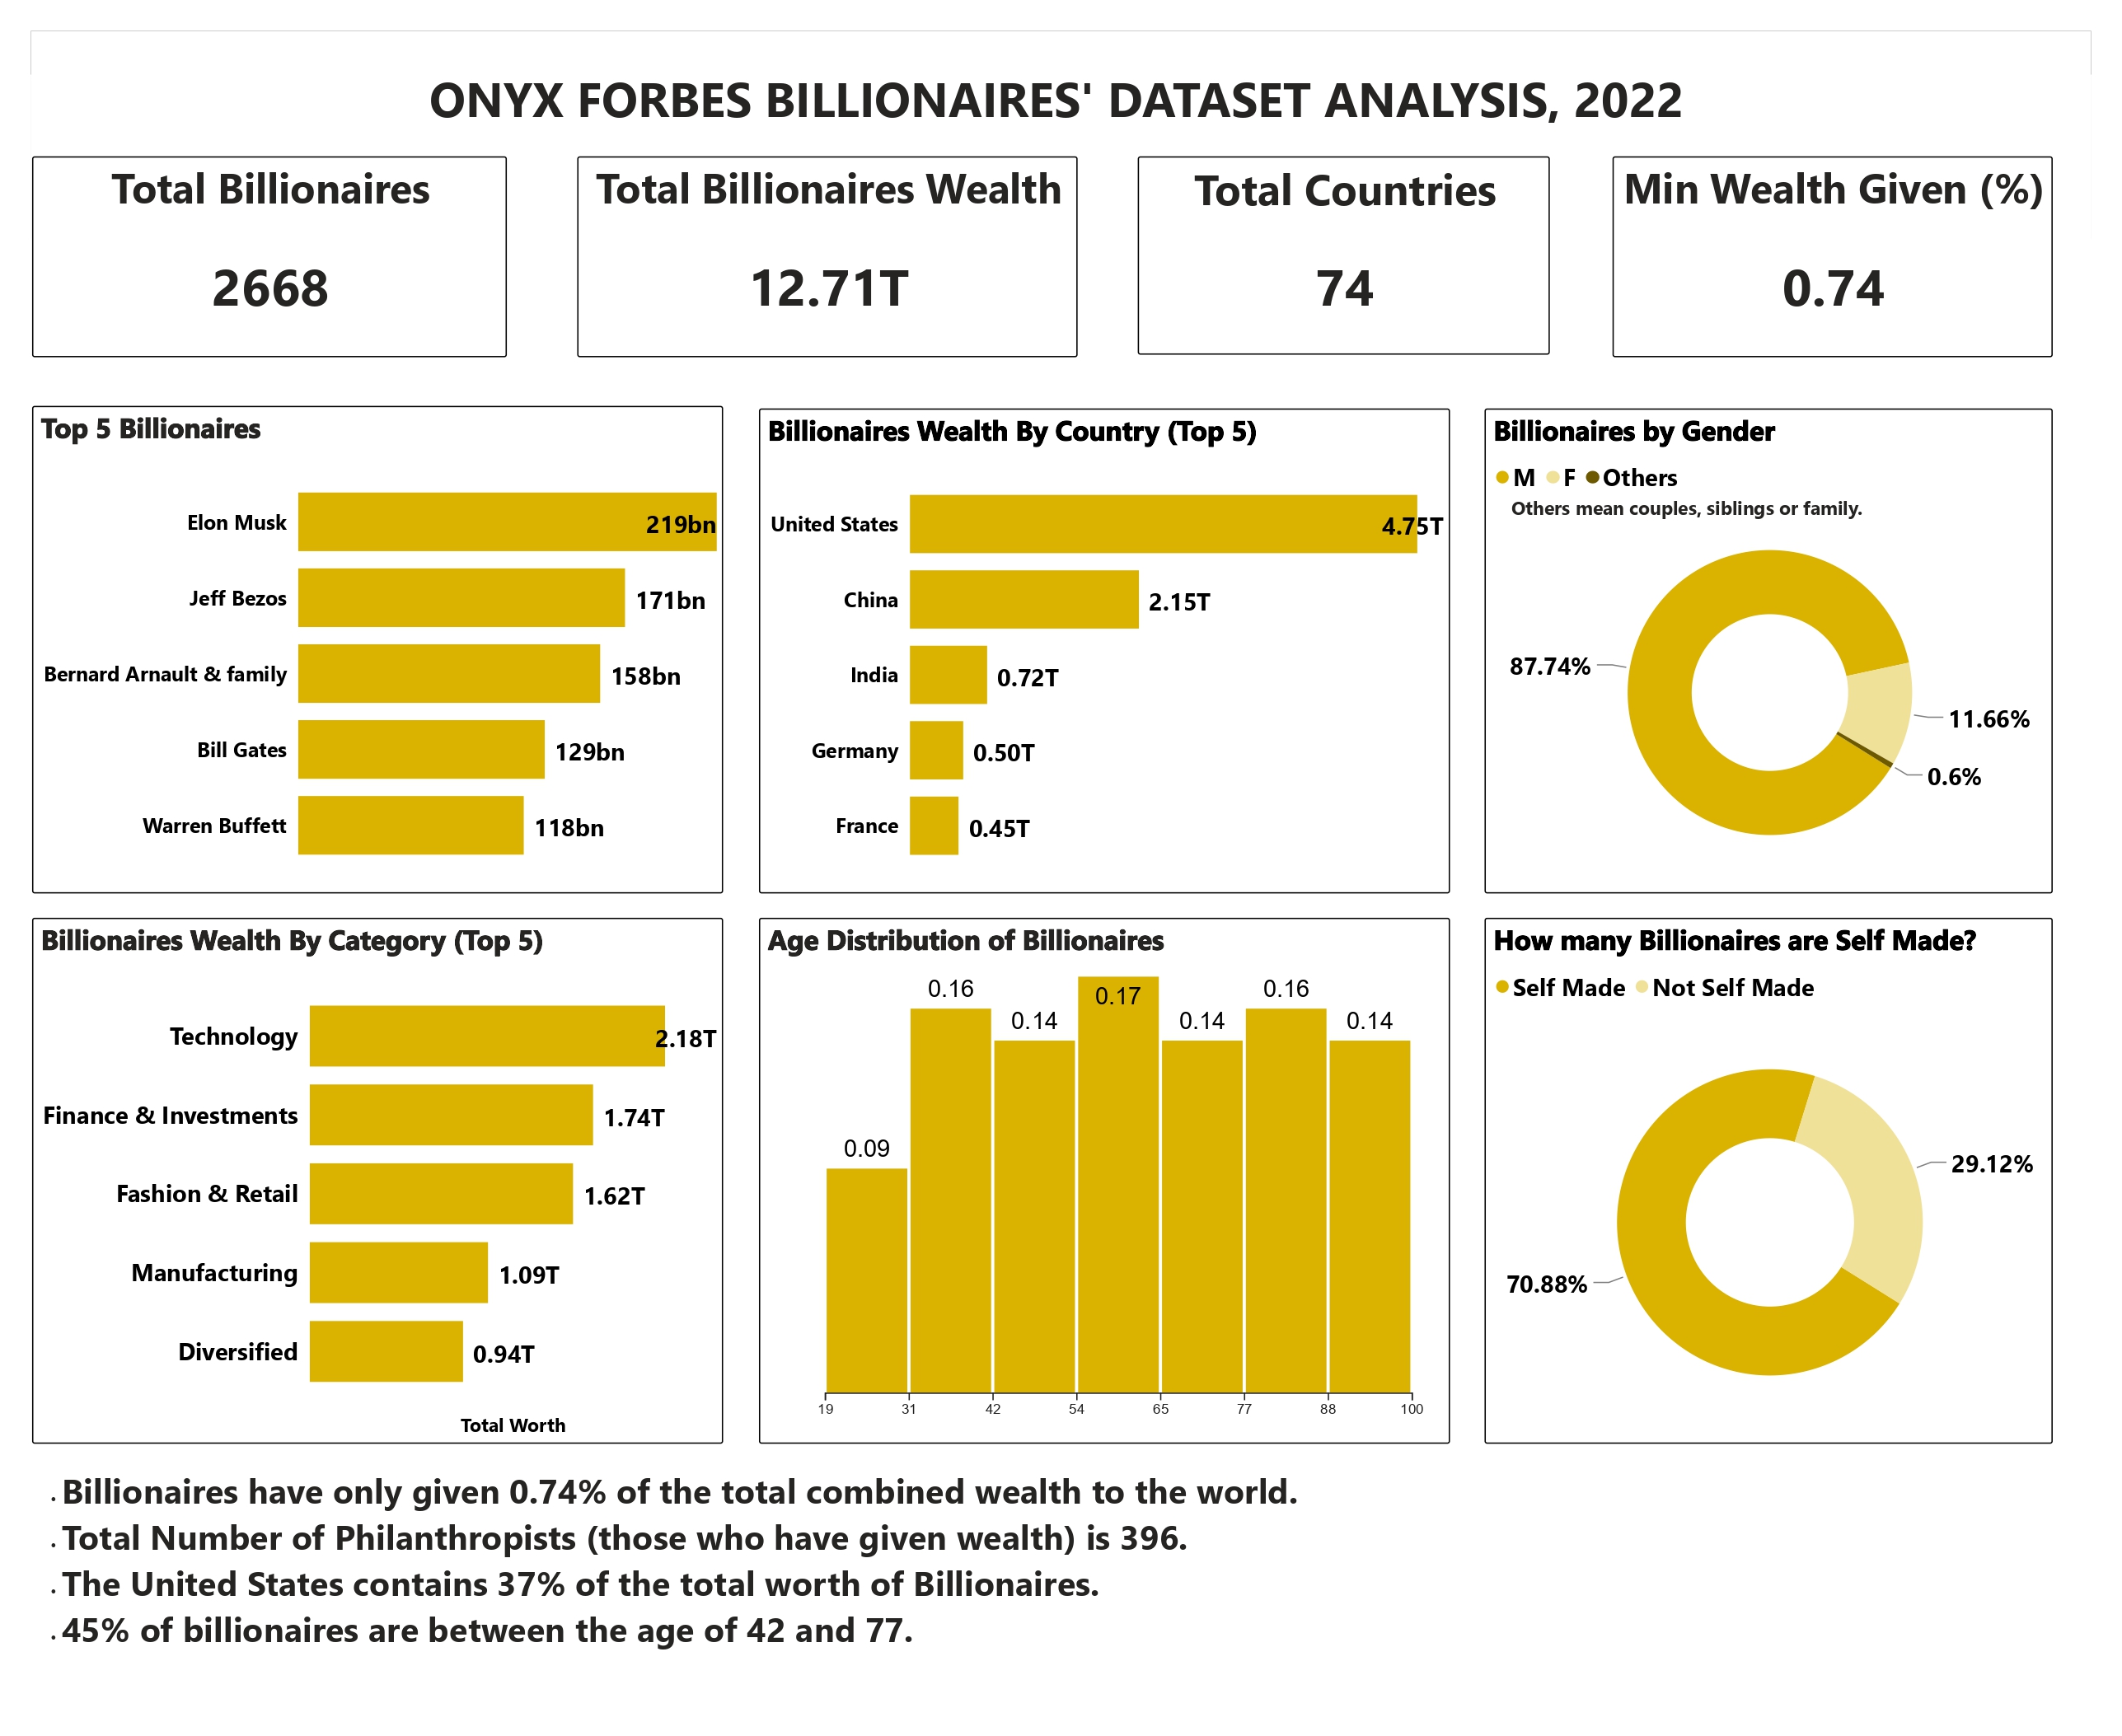 ONYX FORBES BILLIONAIRES' DATASET ANALYSIS, 2022
Total Billionaires
2668
Total Billionaires Wealth
12.71T
Total Countries
74
Min Wealth Given (%)
0.74
Top 5 Billionaires
Elon Musk 219bn
Jeff Bezos 171bn
Bernard Arnault & family 158bn
Bill Gates 129bn
Warren Buffett 118bn
Billionaires Wealth By Country (Top 5)
United States 4.75T
China 2.15T
India 0.72T
Germany 0.50T
France 0.45T
Billionaires by Gender
M F Others
Others mean couples, siblings or family.
87.74%
11.66%
0.6%
Billionaires Wealth By Category (Top 5)
Technology 2.18T
Finance & Investments 1.74T
Fashion & Retail 1.62T
Manufacturing 1.09T
Diversified 0.94T
Total Worth
Age Distribution of Billionaires
0.09 0.16 0.14 0.17 0.14 0.16 0.14
19 31 42 54 65 77 88 100
How many Billionaires are Self Made?
Self Made Not Self Made
29.12%
70.88%
. Billionaires have only given 0.74% of the total combined wealth to the world.
. Total Number of Philanthropists (those who have given wealth) is 396.
. The United States contains 37% of the total worth of Billionaires.
. 45% of billionaires are between the age of 42 and 77.